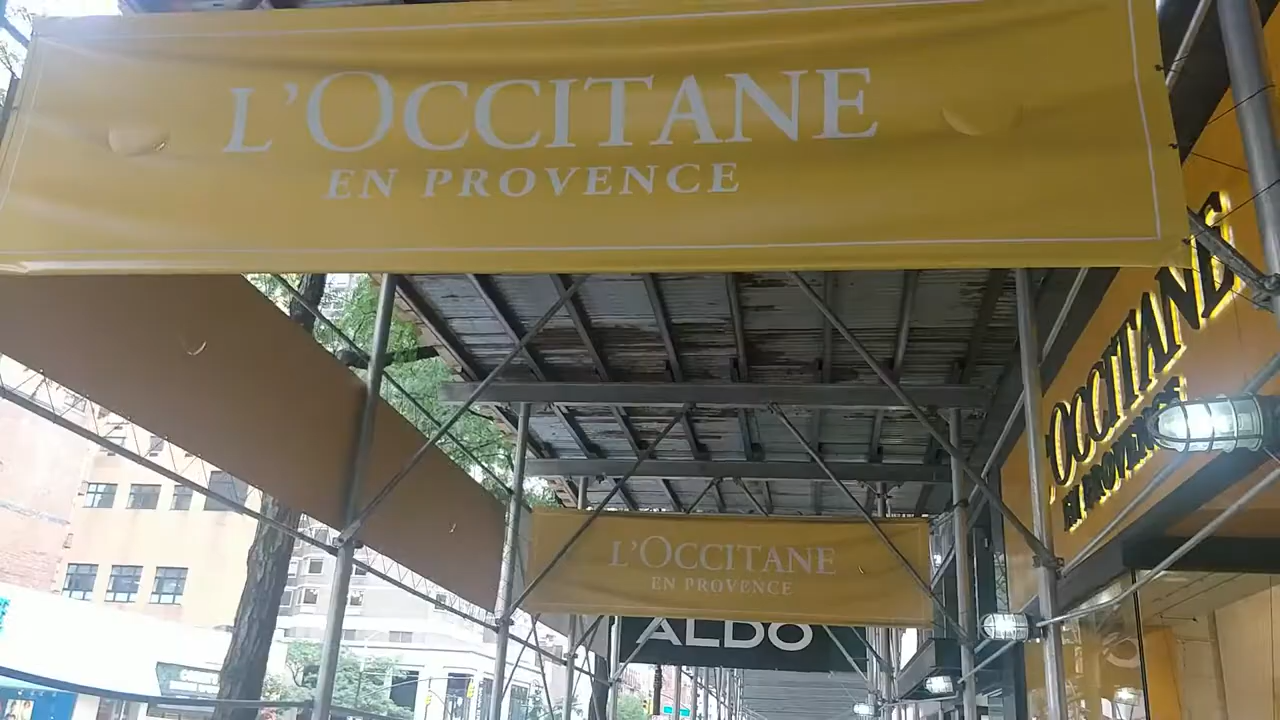 L'OCCITANE
EN PROVENCE
L'OCCITANE
EN PROVENCE
ALDO
OCCITANE
EN PROVENCE